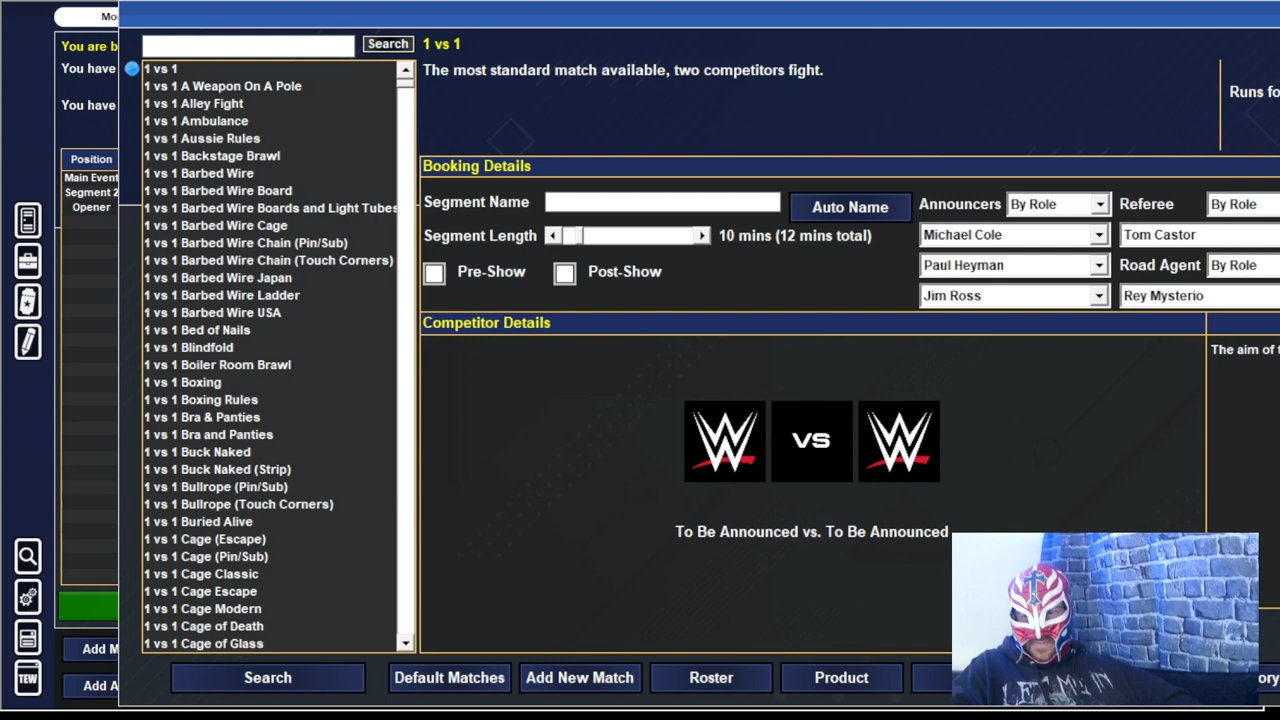 Mo
You are b
You have
You have
Position
Main Event
Segment 2
Opener
Add M
Add A
TEW
Search
1 vs 1
1 vs 1 A Weapon On A Pole
1 vs 1 Alley Fight
1 vs 1 Ambulance
1 vs 1 Aussie Rules
1 vs 1 Backstage Brawl
1 vs 1 Barbed Wire
1 vs 1 Barbed Wire Board
1 vs 1 Barbed Wire Boards and Light Tubes
1 vs 1 Barbed Wire Cage
1 vs 1 Barbed Wire Chain (Pin/Sub)
1 vs 1 Barbed Wire Chain (Touch Corners)
1 vs 1 Barbed Wire Japan
1 vs 1 Barbed Wire Ladder
1 vs 1 Barbed Wire USA
1 vs 1 Bed of Nails
1 vs 1 Blindfold
1 vs 1 Boiler Room Brawl
1 vs 1 Boxing
1 vs 1 Boxing Rules
1 vs 1 Bra & Panties
1 vs 1 Bra and Panties
1 vs 1 Buck Naked
1 vs 1 Buck Naked (Strip)
1 vs 1 Bullrope (Pin/Sub)
1 vs 1 Bullrope (Touch Corners)
1 vs 1 Buried Alive
1 vs 1 Cage (Escape)
1 vs 1 Cage (Pin/Sub)
1 vs 1 Cage Classic
1 vs 1 Cage Escape
1 vs 1 Cage Modern
1 vs 1 Cage of Death
1 vs 1 Cage of Glass
1 vs 1
The most standard match available, two competitors fight.
Runs fo
Booking Details
Segment Name
Auto Name
Announcers By Role
Referee By Role
Segment Length
10 mins (12 mins total)
Michael Cole
Tom Castor
Pre-Show
Post-Show
Paul Heyman
Road Agent By Role
Jim Ross
Rey Mysterio
Competitor Details
The aim of t
W VS W
To Be Announced vs. To Be Announced
LET ME IN
Search
Default Matches
Add New Match
Roster
Product
ory